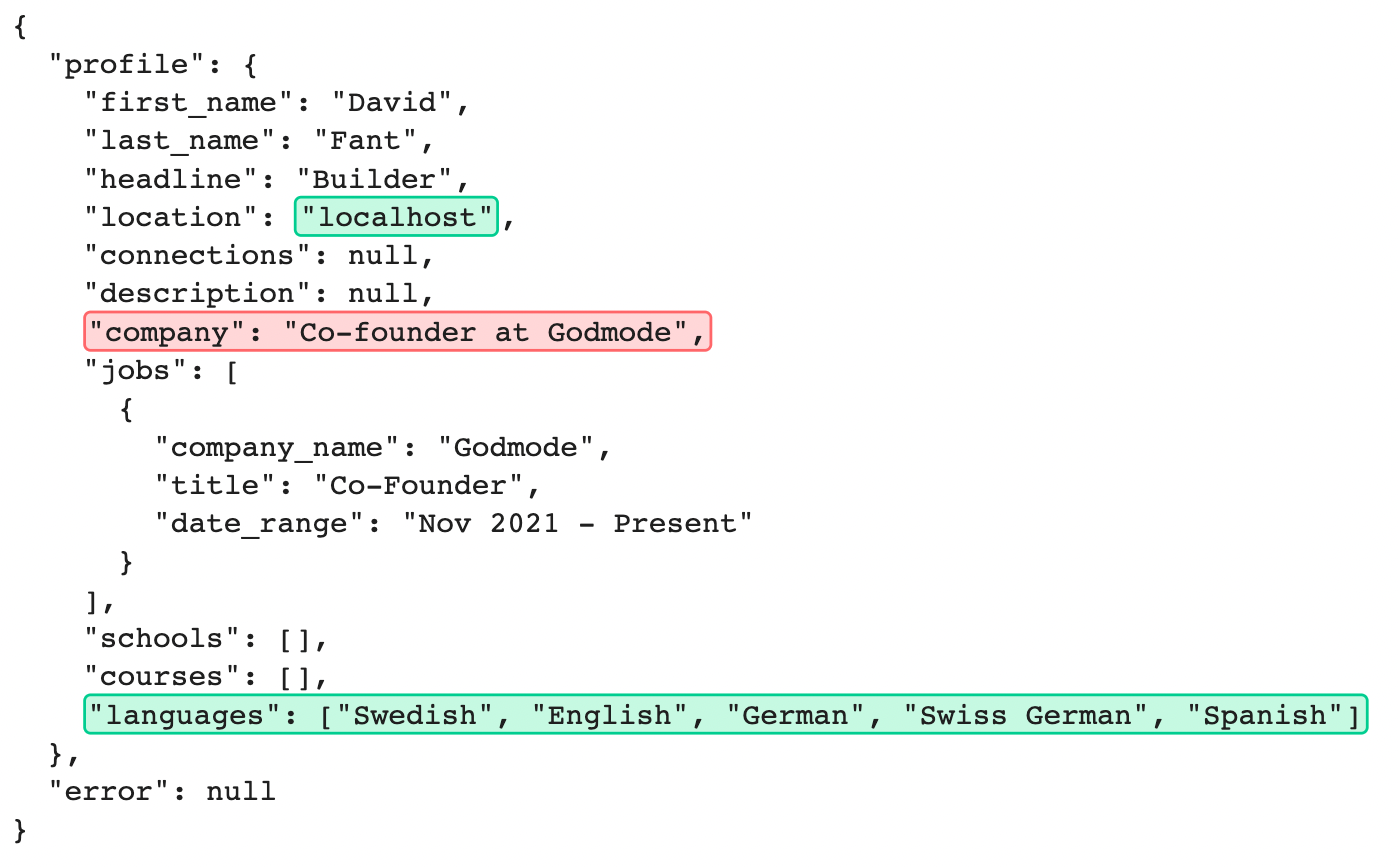 {
  "profile": {
    "first_name": "David",
    "last_name": "Fant",
    "headline": "Builder",
    "location": "localhost",
    "connections": null,
    "description": null,
    "company": "Co-founder at Godmode",
    "jobs": [
      {
        "company_name": "Godmode",
        "title": "Co-Founder",
        "date_range": "Nov 2021 – Present"
      }
    ],
    "schools": [],
    "courses": [],
    "languages": ["Swedish", "English", "German", "Swiss German", "Spanish"]
  },
  "error": null
}